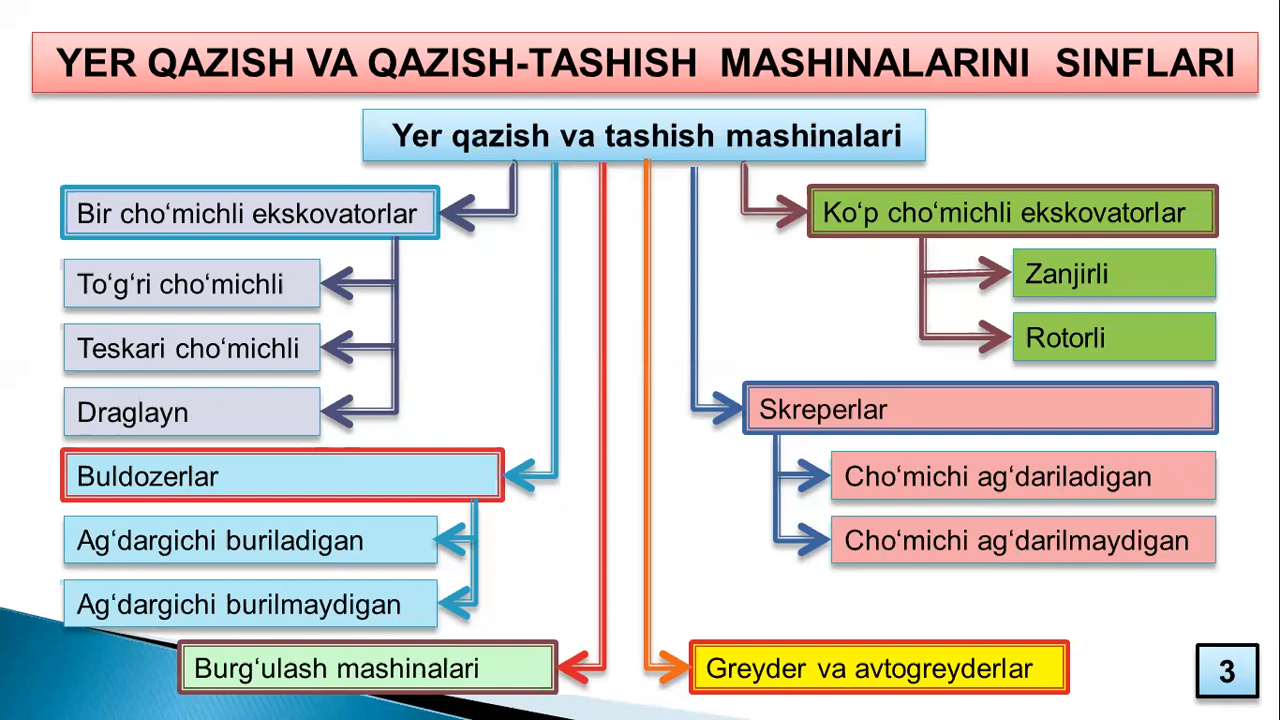 YER QAZISH VA QAZISH-TASHISH MASHINALARINI SINFLARI
Yer qazish va tashish mashinalari
Bir cho‘michli ekskovatorlar
To‘g‘ri cho‘michli
Teskari cho‘michli
Draglayn
Buldozerlar
Ag‘dargichi buriladigan
Ag‘dargichi burilmaydigan
Burg‘ulash mashinalari
Ko‘p cho‘michli ekskovatorlar
Zanjirli
Rotorli
Skreperlar
Cho‘michi ag‘dariladigan
Cho‘michi ag‘darilmaydigan
Greyder va avtogreyderlar
3